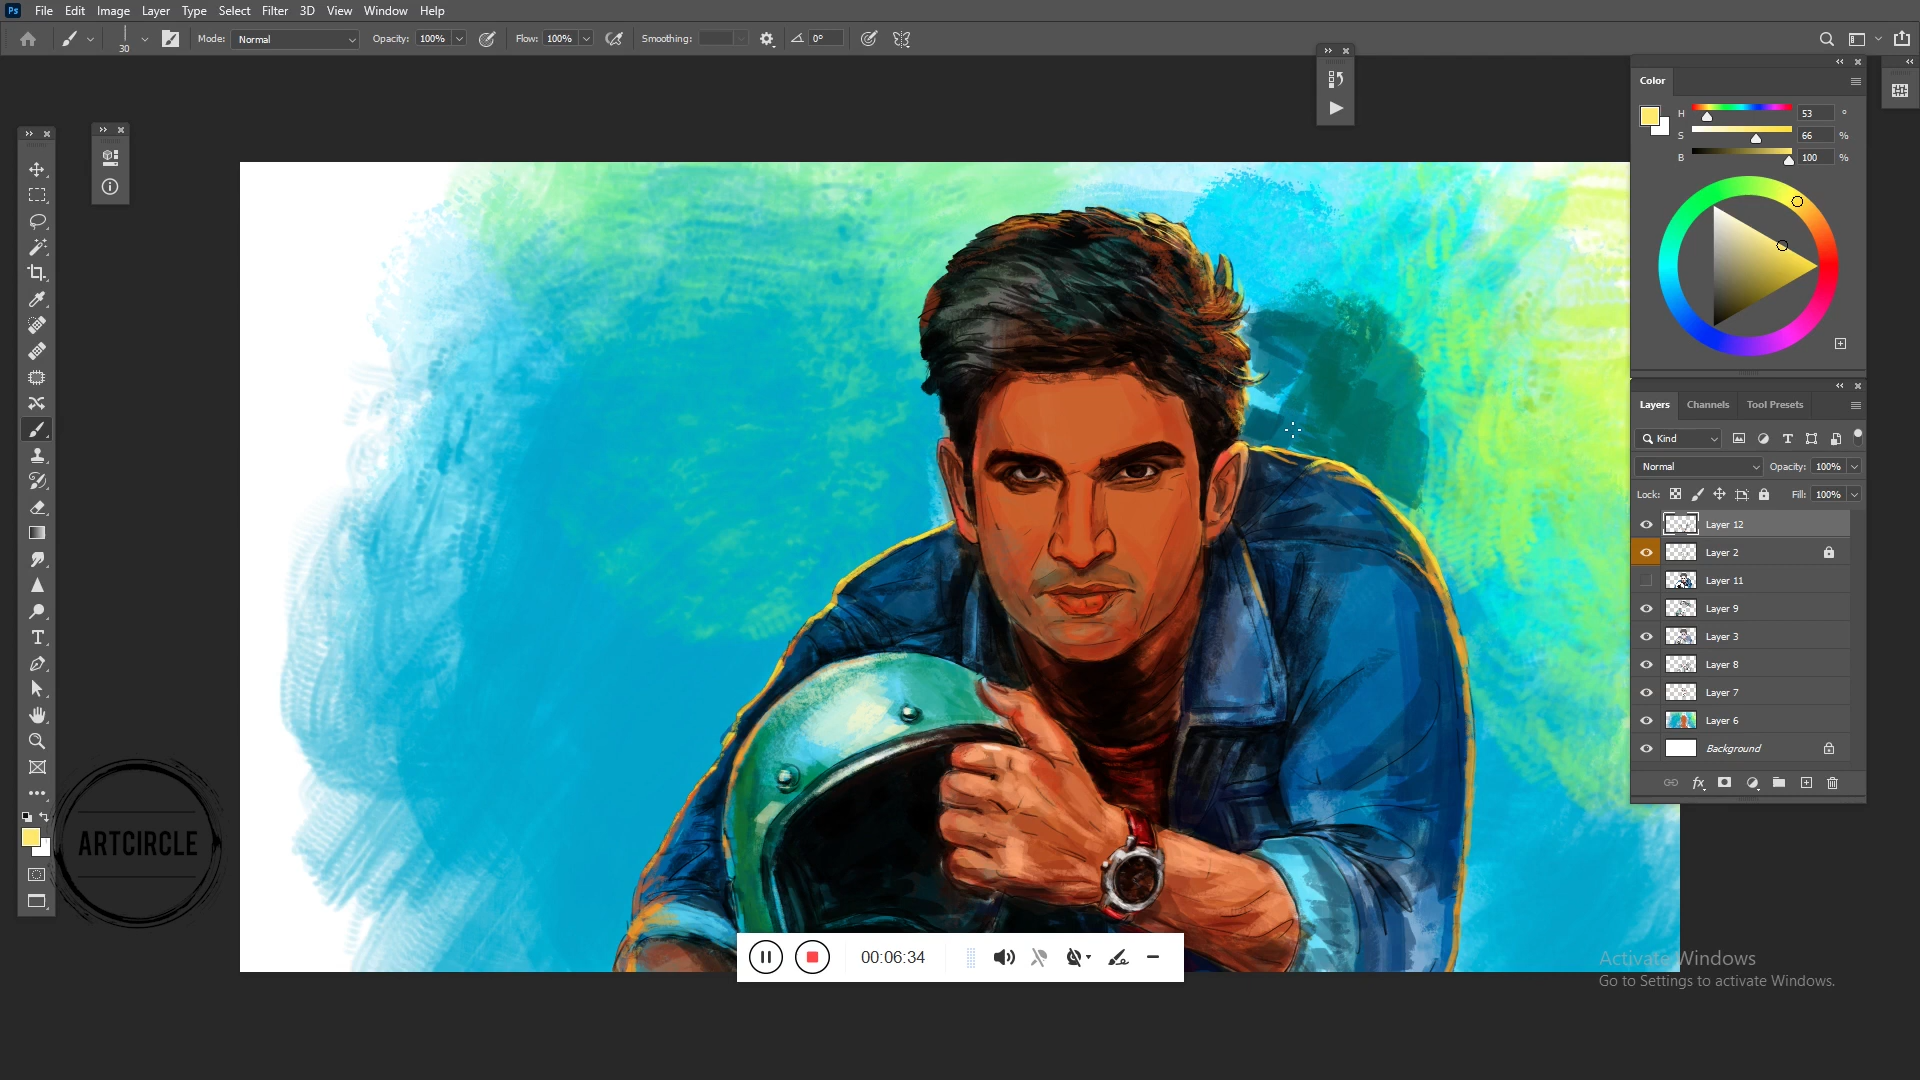 Ps File Edit Image Layer Type Select Filter 3D View Window Help
30 Mode: Normal Opacity: 100% Flow: 100% Smoothing: 0°
Color
H 53 °
S 66 %
B 100 %
Layers Channels Tool Presets
Kind
Normal Opacity: 100%
Lock: Fill: 100%
Layer 12
Layer 2
Layer 11
Layer 9
Layer 3
Layer 8
Layer 7
Layer 6
Background
fx
ARTCIRCLE
00:06:34
Activate Windows
Go to Settings to activate Windows.